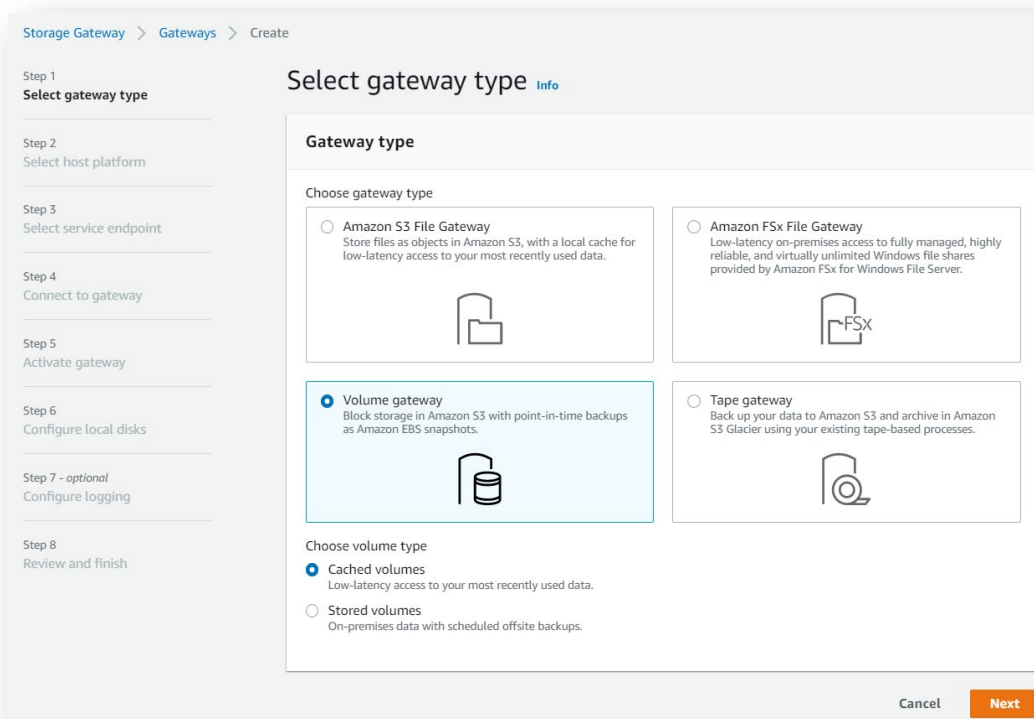 Storage Gateway > Gateways > Create
Step 1
Select gateway type
Step 2
Select host platform
Step 3
Select service endpoint
Step 4
Connect to gateway
Step 5
Activate gateway
Step 6
Configure local disks
Step 7 - optional
Configure logging
Step 8
Review and finish
Select gateway type Info
Gateway type
Choose gateway type
Amazon S3 File Gateway
Store files as objects in Amazon S3, with a local cache for
low-latency access to your most recently used data.
Amazon FSx File Gateway
Low-latency on-premises access to fully managed, highly
reliable, and virtually unlimited Windows file shares
provided by Amazon FSx for Windows File Server.
FSx
Volume gateway
Block storage in Amazon S3 with point-in-time backups
as Amazon EBS snapshots.
Tape gateway
Back up your data to Amazon S3 and archive in Amazon
S3 Glacier using your existing tape-based processes.
Choose volume type
Cached volumes
Low-latency access to your most recently used data.
Stored volumes
On-premises data with scheduled offsite backups.
Cancel
Next